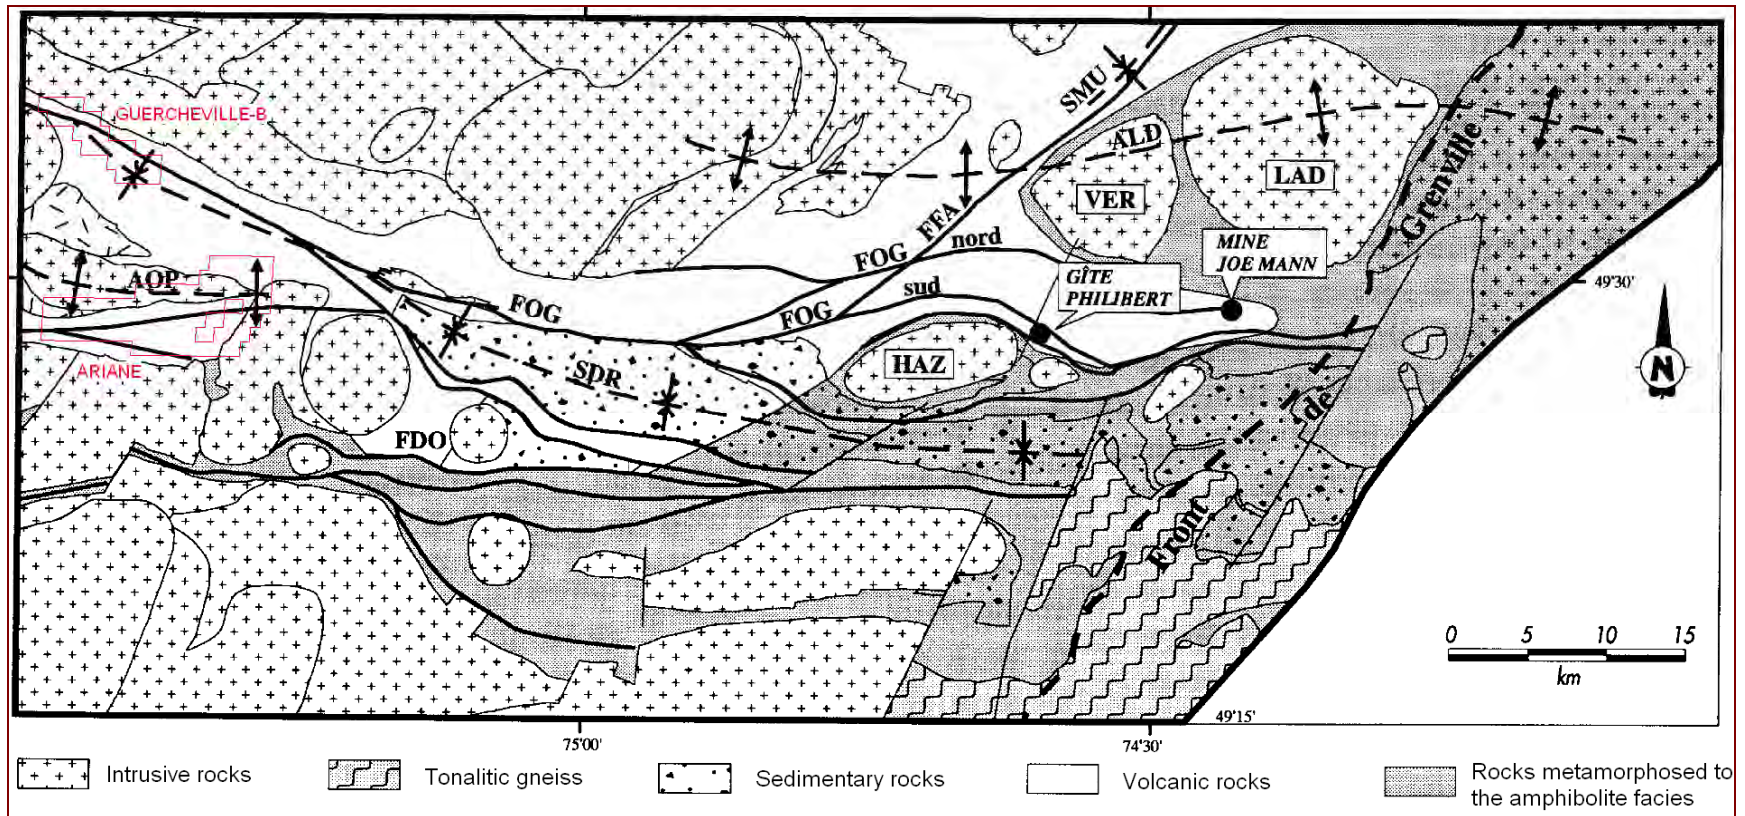 GUERCHEVILLE-B
SMU
ALD
LAD
VER
Grenville
AOP
FFA
FOG
nord
MINE
JOE MANN
GÎTE
PHILIBERT
sud
FOG
FOG
49°30'
ARIANE
SDR
HAZ
N
FDO
de
Front
0 5 10 15
km
49°15'
75°00'
74°30'
Intrusive rocks
Tonalitic gneiss
Sedimentary rocks
Volcanic rocks
Rocks metamorphosed to
the amphibolite facies